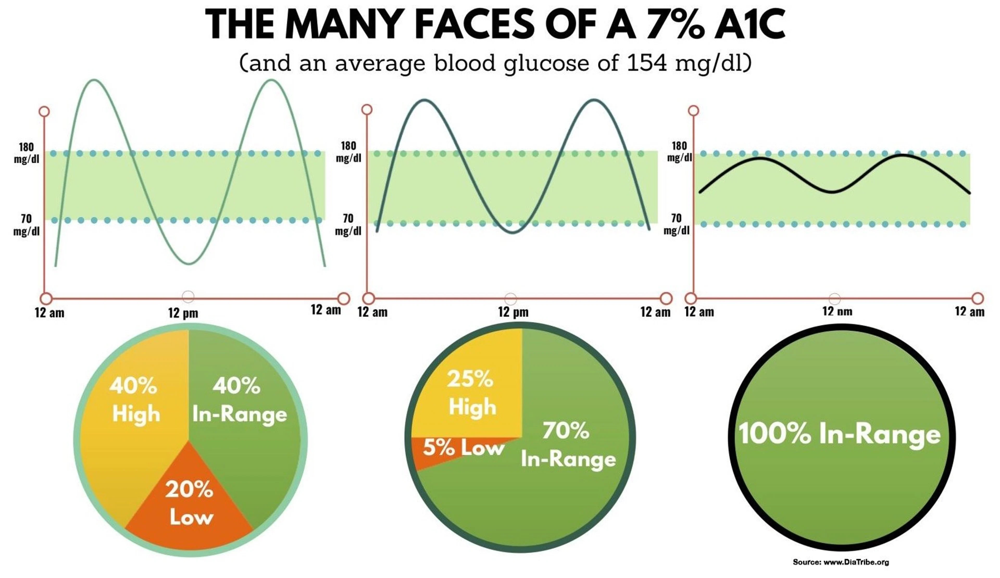 THE MANY FACES OF A 7% A1C
(and an average blood glucose of 154 mg/dl)
180
mg/dl
70
mg/dl
12 am
12 pm
12 am
180
mg/dl
70
mg/dl
12 am
12 pm
12 am
180
mg/dl
70
mg/dl
12 am
12 pm
12 am
40%
High
40%
In-Range
20%
Low
25%
High
5% Low
70%
In-Range
100% In-Range
Source: www.DiaTribe.org